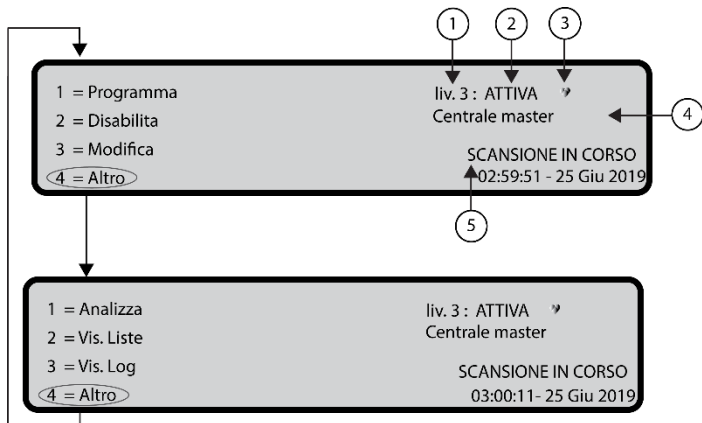 1 2 3
1 = Programma
2 = Disabilita
3 = Modifica
4 = Altro
liv. 3 : ATTIVA
Centrale master
4
SCANSIONE IN CORSO
02:59:51 - 25 Giu 2019
5
1 = Analizza
2 = Vis. Liste
3 = Vis. Log
4 = Altro
liv. 3 : ATTIVA
Centrale master
SCANSIONE IN CORSO
03:00:11- 25 Giu 2019